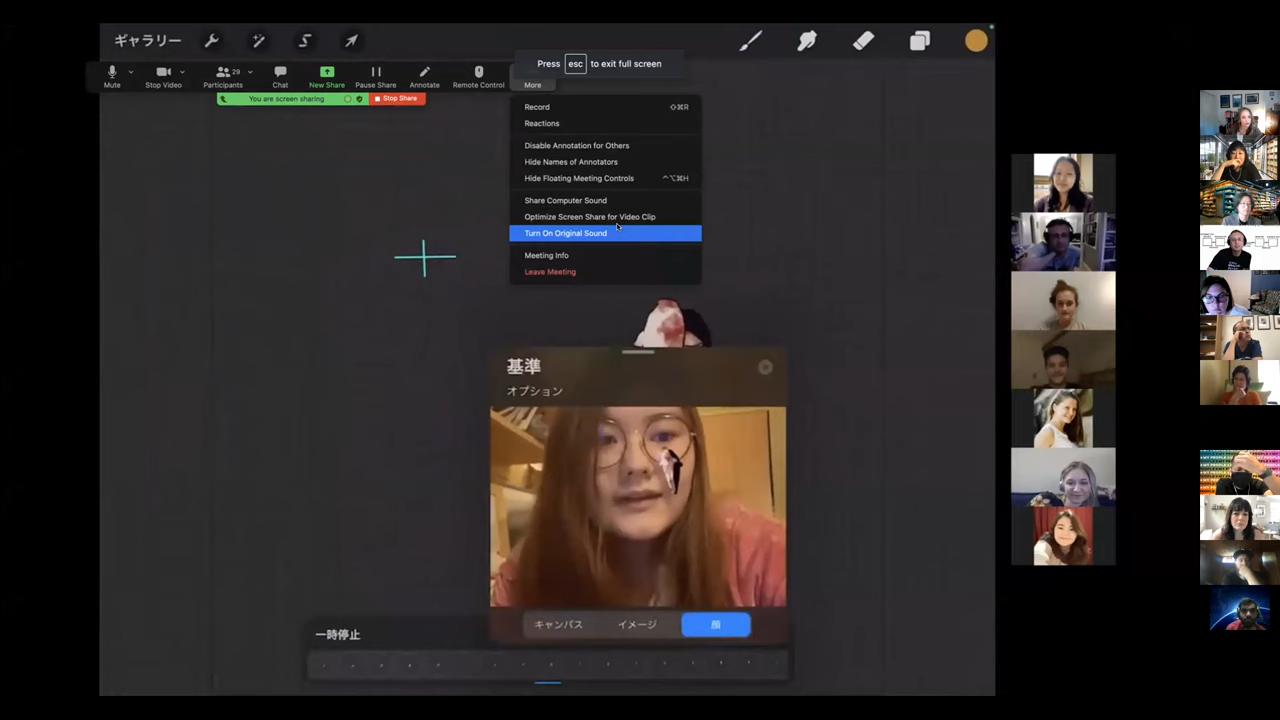 ギャラリー
Press esc to exit full screen
Mute
Stop Video
Participants
29
Chat
New Share
Pause Share
Annotate
Remote Control
More
You are screen sharing
Stop Share
Record ⇧⌘R
Reactions
Disable Annotation for Others
Hide Names of Annotators
Hide Floating Meeting Controls ^⌥⌘H
Share Computer Sound
Optimize Screen Share for Video Clip
Turn On Original Sound
Meeting Info
Leave Meeting
基準
オプション
キャンバス
イメージ
顔
一時停止